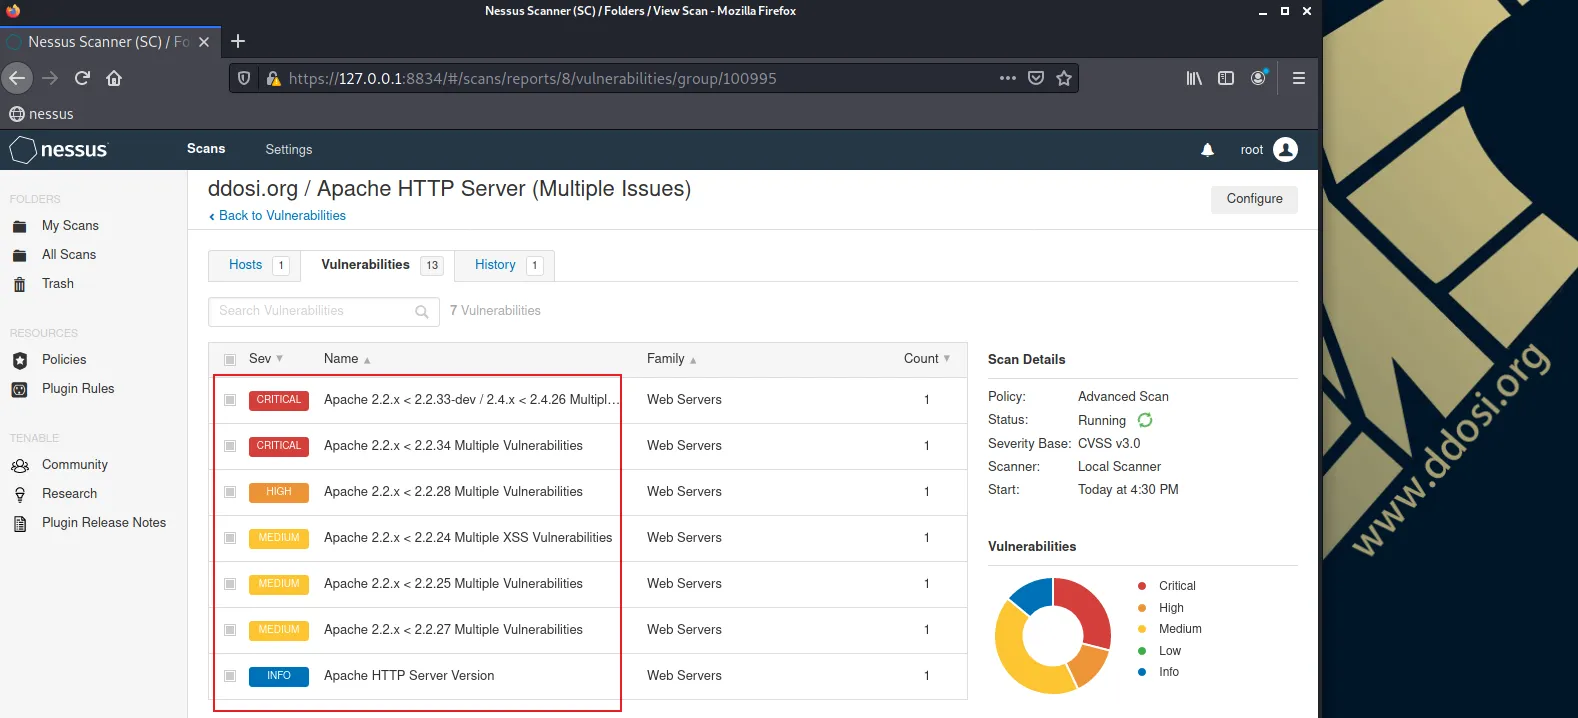 Nessus Scanner (SC) / Folders / View Scan - Mozilla Firefox
Nessus Scanner (SC) / Fo
https://127.0.0.1:8834/#/scans/reports/8/vulnerabilities/group/100995
nessus
nessus
Scans
Settings
root
FOLDERS
My Scans
All Scans
Trash
RESOURCES
Policies
Plugin Rules
TENABLE
Community
Research
Plugin Release Notes
ddosi.org / Apache HTTP Server (Multiple Issues)
Configure
‹ Back to Vulnerabilities
Hosts 1
Vulnerabilities 13
History 1
Search Vulnerabilities
7 Vulnerabilities
Sev Name Family Count
CRITICAL Apache 2.2.x < 2.2.33-dev / 2.4.x < 2.4.26 Multipl... Web Servers 1
CRITICAL Apache 2.2.x < 2.2.34 Multiple Vulnerabilities Web Servers 1
HIGH Apache 2.2.x < 2.2.28 Multiple Vulnerabilities Web Servers 1
MEDIUM Apache 2.2.x < 2.2.24 Multiple XSS Vulnerabilities Web Servers 1
MEDIUM Apache 2.2.x < 2.2.25 Multiple Vulnerabilities Web Servers 1
MEDIUM Apache 2.2.x < 2.2.27 Multiple Vulnerabilities Web Servers 1
INFO Apache HTTP Server Version Web Servers 1
Scan Details
Policy: Advanced Scan
Status: Running
Severity Base: CVSS v3.0
Scanner: Local Scanner
Start: Today at 4:30 PM
Vulnerabilities
Critical
High
Medium
Low
Info
www.ddosi.org